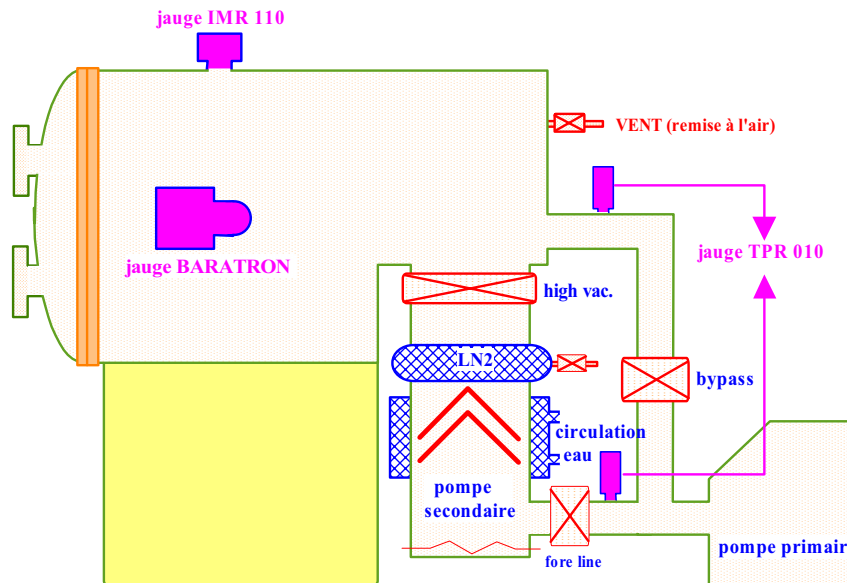 jauge IMR 110
VENT (remise à l'air)
jauge TPR 010
jauge BARATRON
high vac.
LN2
bypass
circulation
eau
pompe
secondaire
fore line
pompe primair